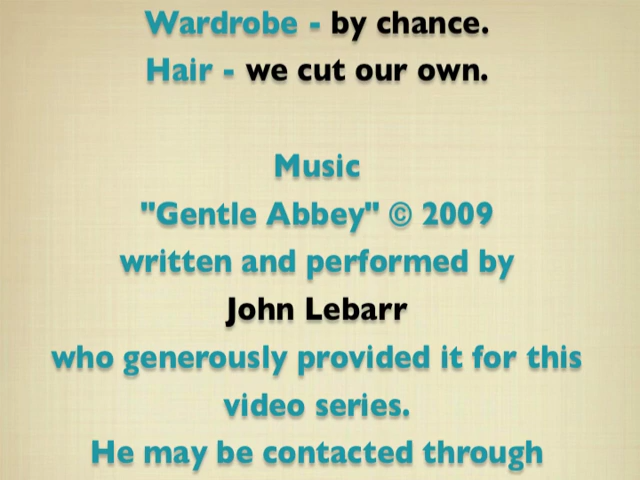 Wardrobe - by chance.
Hair - we cut our own.
Music
"Gentle Abbey" © 2009
written and performed by
John Lebarr
who generously provided it for this
video series.
He may be contacted through